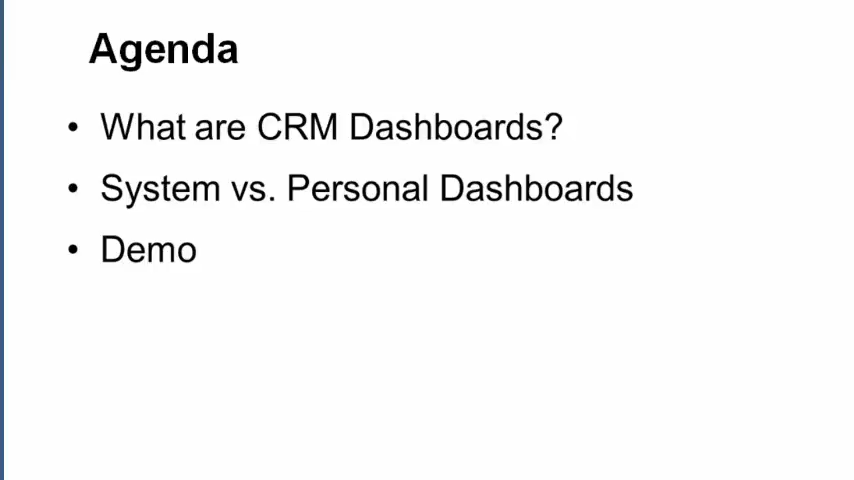 Agenda
• What are CRM Dashboards?
• System vs. Personal Dashboards
• Demo